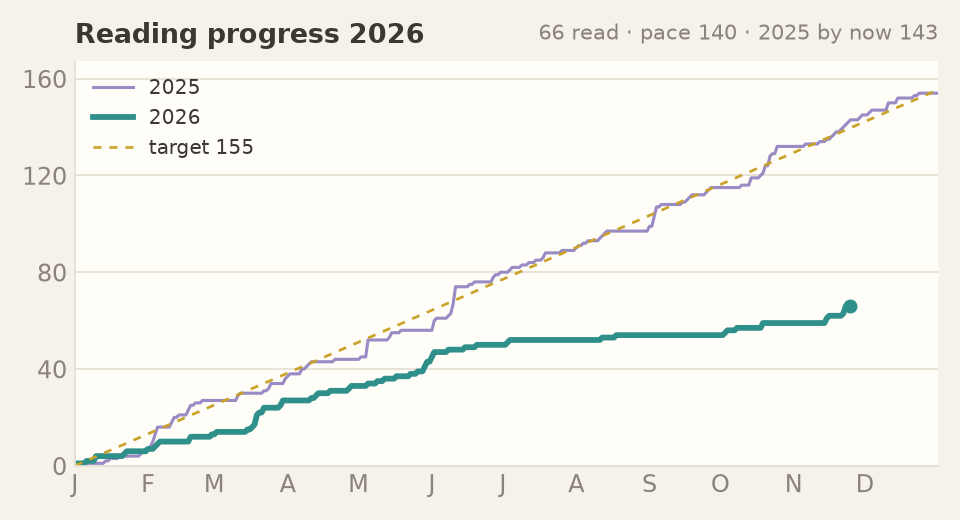 Reading progress 2026
66 read · pace 140 · 2025 by now 143
2025
2026
target 155
160
120
80
40
0
J F M A M J J A S O N D